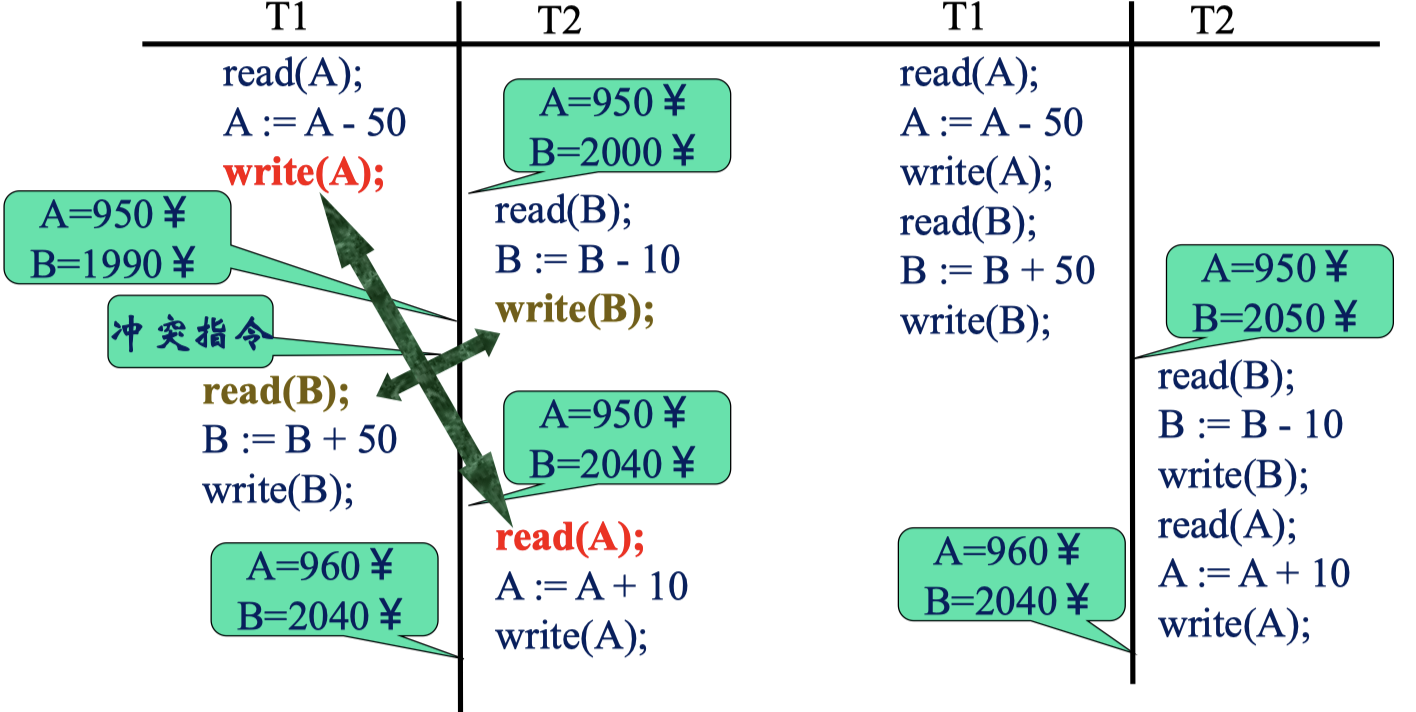 T1
T2
read(A);
A := A - 50
write(A);
A=950 ¥
B=2000 ¥
read(B);
B := B - 10
write(B);
A=950 ¥
B=1990 ¥
冲突指令
read(B);
B := B + 50
write(B);
A=950 ¥
B=2040 ¥
read(A);
A := A + 10
write(A);
A=960 ¥
B=2040 ¥
T1
T2
read(A);
A := A - 50
write(A);
read(B);
B := B + 50
write(B);
A=950 ¥
B=2050 ¥
read(B);
B := B - 10
write(B);
read(A);
A := A + 10
write(A);
A=960 ¥
B=2040 ¥